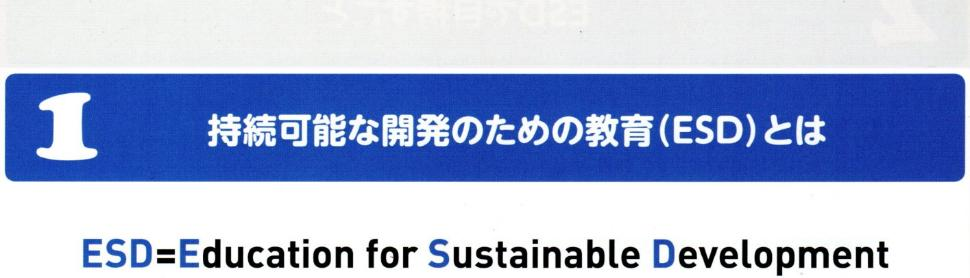 1 持続可能な開発のための教育(ESD)とは
ESD=Education for Sustainable Development